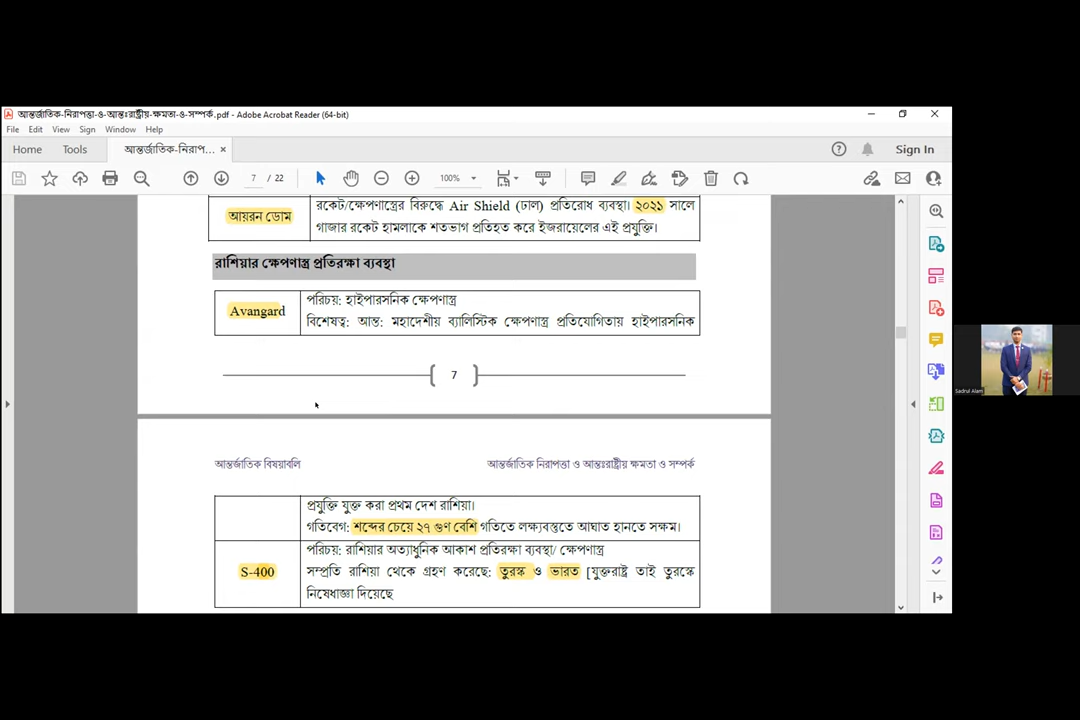 আন্তর্জাতিক-নিরাপত্তা-ও-আন্তঃরাষ্ট্রীয়-ক্ষমতা-ও-সম্পর্ক.pdf - Adobe Acrobat Reader (64-bit)
File Edit View Sign Window Help
Home Tools আন্তর্জাতিক-নিরাপ... × Sign In
7 / 22 100%
আয়রন ডোম
রকেট/ক্ষেপণাস্ত্রের বিরুদ্ধে Air Shield (ঢাল) প্রতিরোধ ব্যবস্থা। ২০২১ সালে
গাজার রকেট হামলাকে শতভাগ প্রতিহত করে ইজরায়েলের এই প্রযুক্তি।
রাশিয়ার ক্ষেপণাস্ত্র প্রতিরক্ষা ব্যবস্থা
Avangard
পরিচয়: হাইপারসনিক ক্ষেপণাস্ত্র
বিশেষত্ব: আন্ত: মহাদেশীয় ব্যালিস্টিক ক্ষেপণাস্ত্র প্রতিযোগিতায় হাইপারসনিক
7
আন্তর্জাতিক বিষয়াবলি আন্তর্জাতিক নিরাপত্তা ও আন্তঃরাষ্ট্রীয় ক্ষমতা ও সম্পর্ক
প্রযুক্তি যুক্ত করা প্রথম দেশ রাশিয়া।
গতিবেগ: শব্দের চেয়ে ২৭ গুণ বেশি গতিতে লক্ষ্যবস্তুতে আঘাত হানতে সক্ষম।
S-400
পরিচয়: রাশিয়ার অত্যাধুনিক আকাশ প্রতিরক্ষা ব্যবস্থা/ ক্ষেপণাস্ত্র
সম্প্রতি রাশিয়া থেকে গ্রহণ করেছে: তুরস্ক ও ভারত [যুক্তরাষ্ট্র তাই তুরস্কে
নিষেধাজ্ঞা দিয়েছে
Sadrul Alam